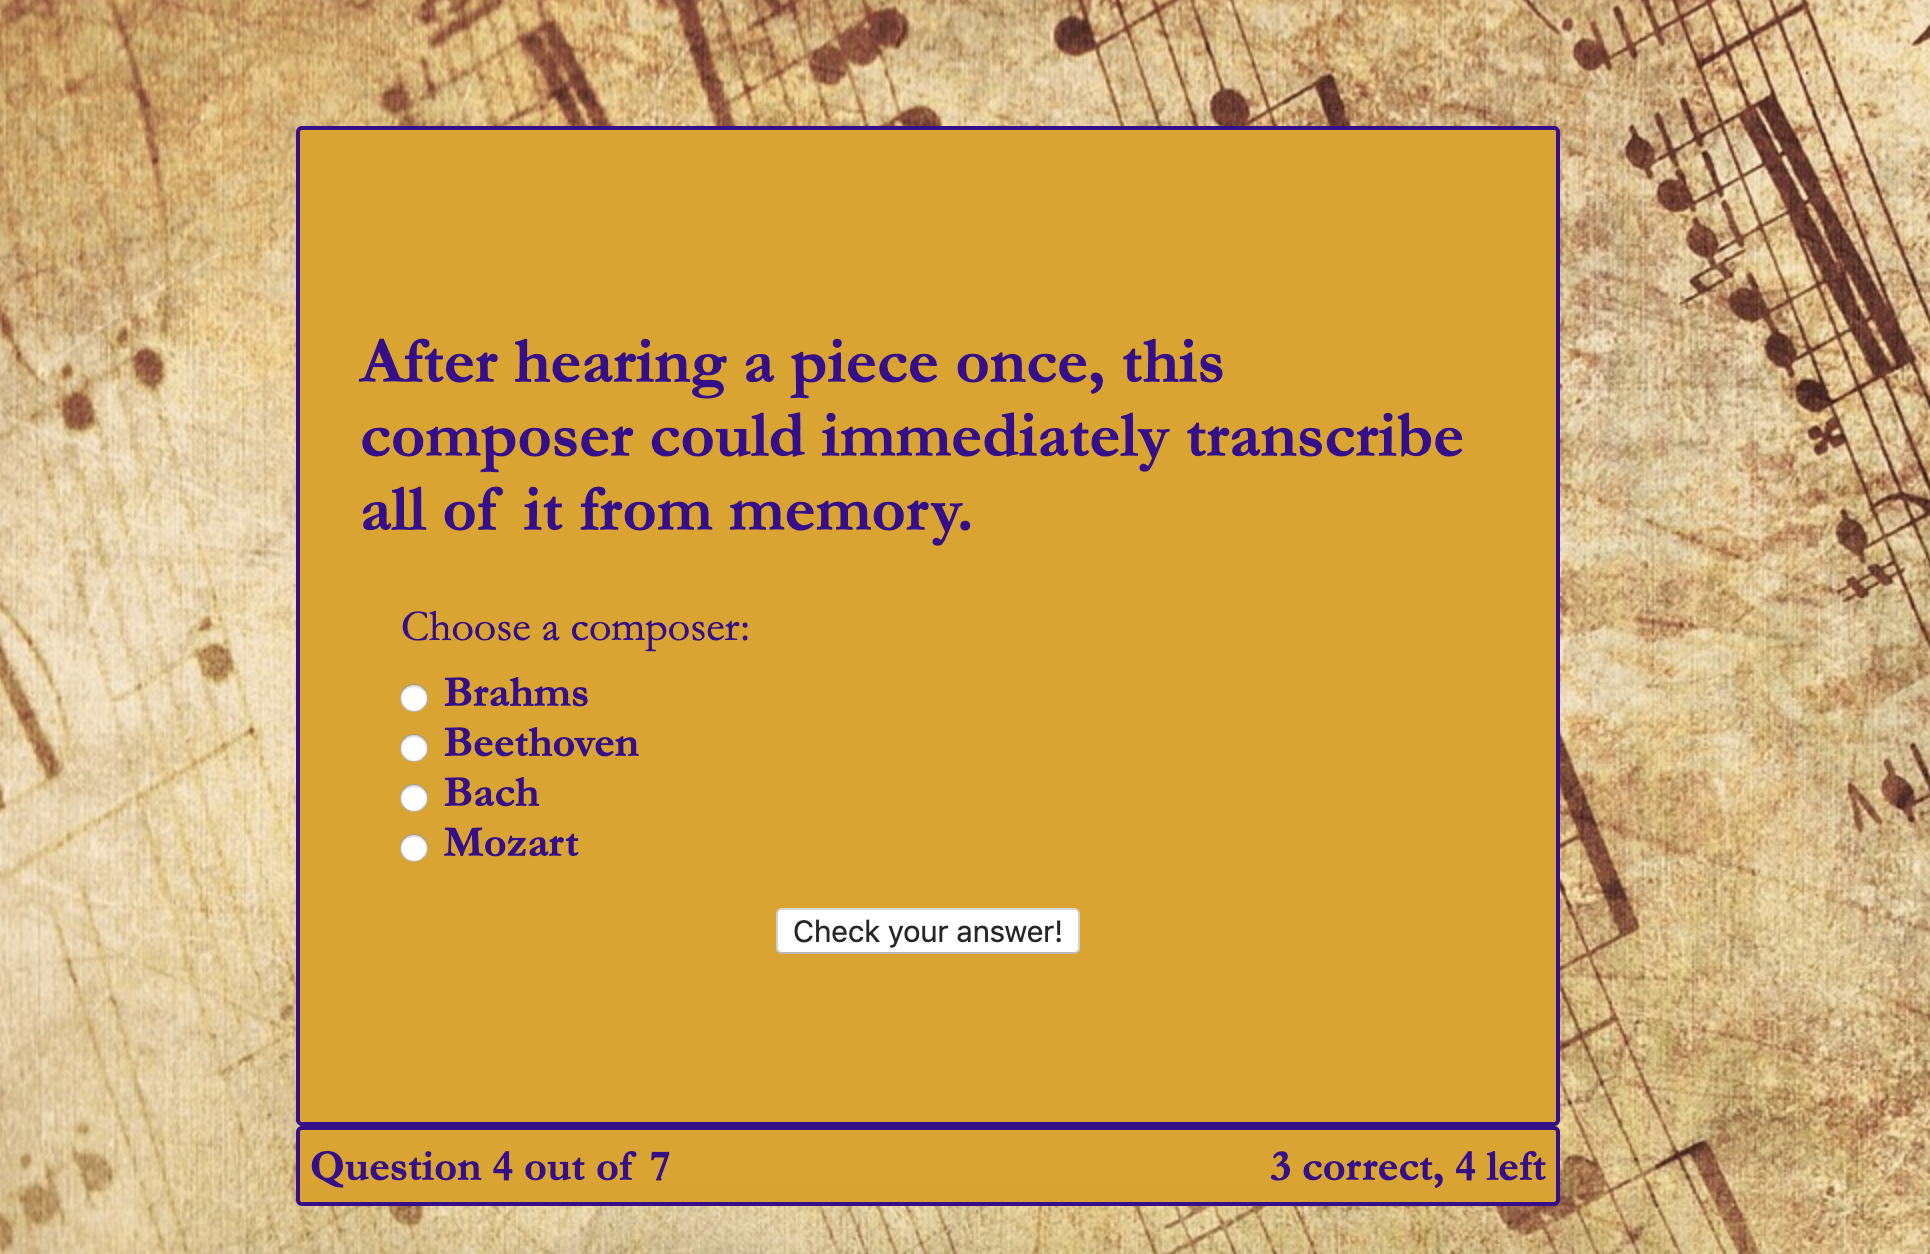 After hearing a piece once, this
composer could immediately transcribe
all of it from memory.
Choose a composer:
Brahms
Beethoven
Bach
Mozart
Check your answer!
Question 4 out of 7
3 correct, 4 left